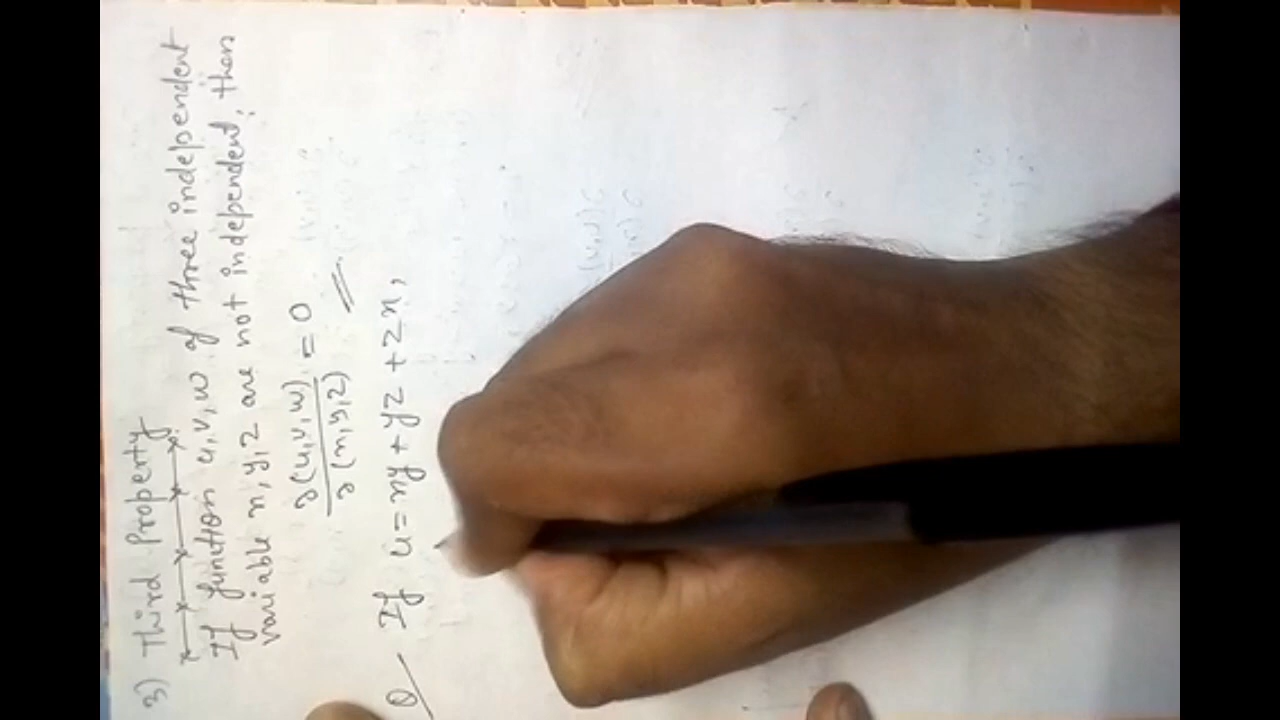 3) Third Property
If function u, v, w of three independent
variable x, y, z are not independent, then
∂(u, v, w)
∂(x, y, z) = 0
Q If u = xy + yz + zx,